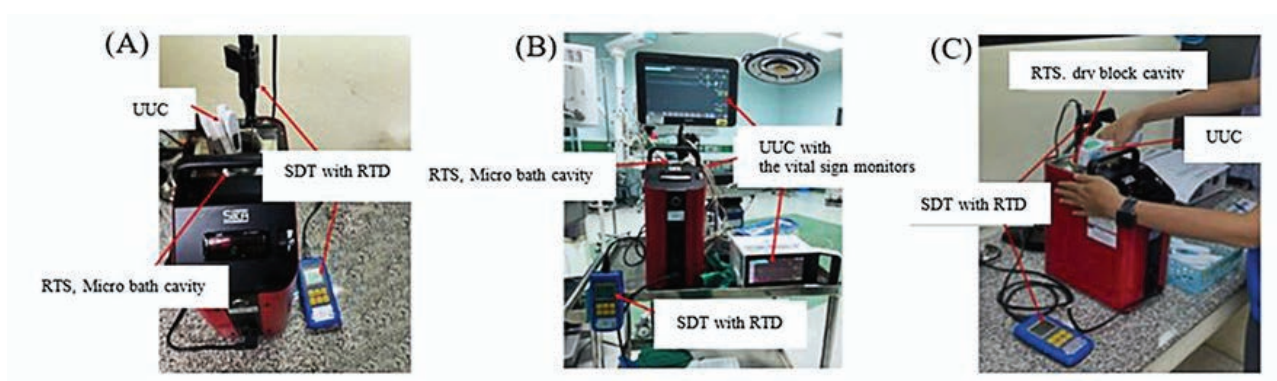 (A)
UUC
SDT with RTD
SIKA
RTS, Micro bath cavity
(B)
RTS, Micro bath cavity
UUC with
the vital sign monitors
SDT with RTD
(C)
RTS, dry block cavity
UUC
SDT with RTD